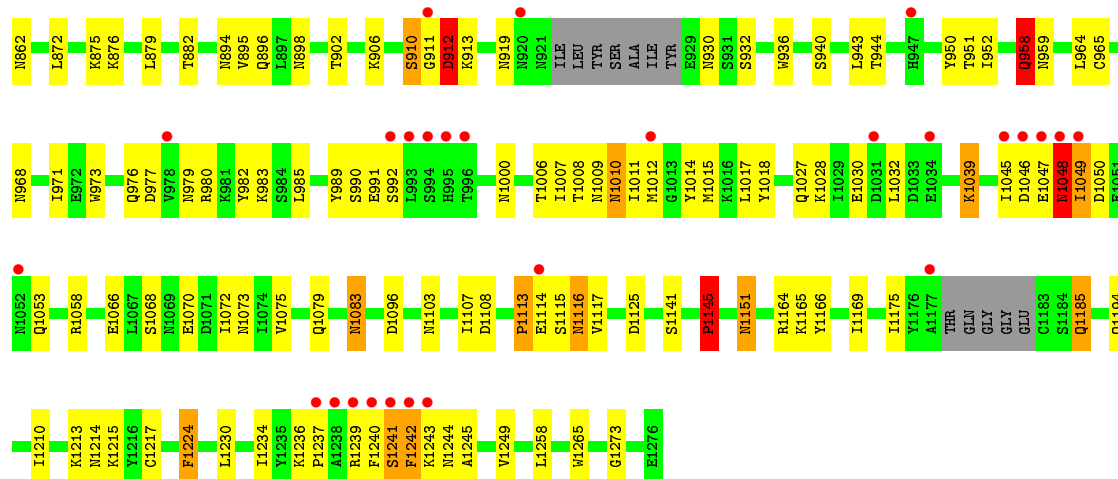 N862 L872 K875 K876 L879 T882 N894 V895 Q896 L897 N898 T902 K906 S910 G911 D912 K913 N919 N920 N921 ILE LEU TYR SER ALA ILE TYR E929 N930 S931 S932 W936 S940 L943 T944 H947 Y950 T951 I952 Q958 N959 L964 C965
N968 I971 E972 W973 Q976 D977 V978 N979 R980 K981 Y982 K983 S984 L985 Y989 S990 E991 S992 L993 S994 H995 T996 N1000 T1006 I1007 T1008 N1009 N1010 I1011 M1012 G1013 Y1014 M1015 K1016 L1017 Y1018 Q1027 K1028 I1029 E1030 D1031 L1032 D1033 E1034 K1039 I1045 D1046 E1047 N1048 I1049 D1050
N1052 Q1053 R1058 E1066 L1067 S1068 N1069 E1070 D1071 I1072 N1073 I1074 V1075 Q1079 N1083 D1096 N1103 I1107 D1108 P1113 E1114 S1115 N1116 V1117 D1125 S1141 P1145 N1151 R1164 K1165 Y1166 I1169 I1175 Y1176 A1177 THR GLN GLY GLY GLU C1183 S1184 Q1185
I1210 K1213 N1214 K1215 Y1216 C1217 F1224 L1230 I1234 Y1235 K1236 P1237 A1238 R1239 F1240 S1241 F1242 K1243 N1244 A1245 V1249 L1258 W1265 G1273 E1276